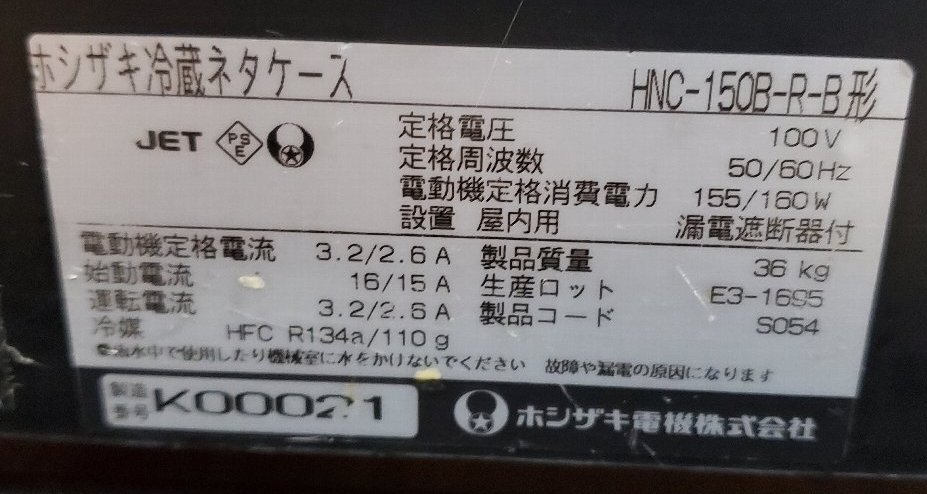 ホシザキ冷蔵ネタケース HNC-150B-R-B形
JET PSE
定格電圧 100V
定格周波数 50/60Hz
電動機定格消費電力 155/160W
設置 屋内用 漏電遮断器付
電動機定格電流 3.2/2.6 A
始動電流 16/15 A
運転電流 3.2/2.6 A
冷媒 HFC R134a/110 g
製品質量 36 kg
生産ロット E3-1695
製品コード S054
水中で使用したり機械室に水をかけないでください 故障や漏電の原因になります
製造番号 K00021
ホシザキ電機株式会社